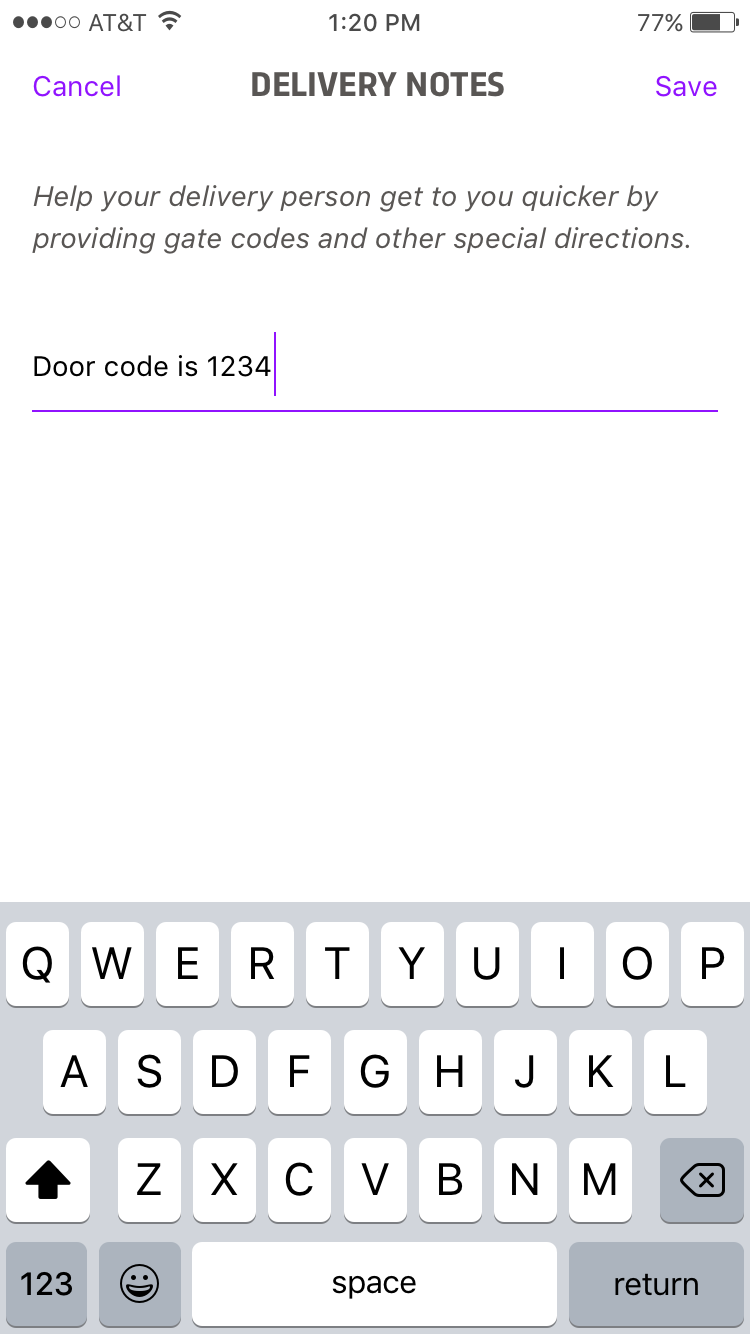 AT&T 1:20 PM 77%
Cancel DELIVERY NOTES Save
Help your delivery person get to you quicker by
providing gate codes and other special directions.
Door code is 1234
Q W E R T Y U I O P
A S D F G H J K L
Z X C V B N M
123 space return